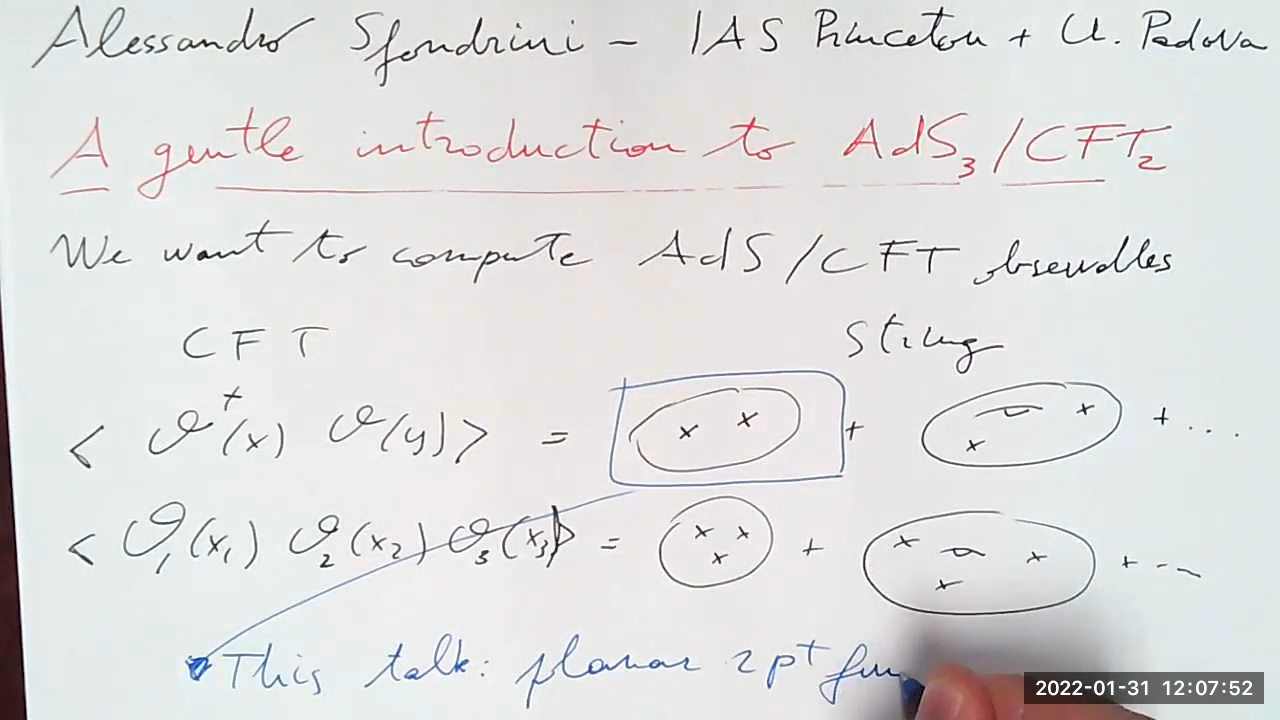 Alessandro Sfondrini - IAS Princeton + U. Padova
A gentle introduction to AdS₃/CFT₂
We want to compute AdS/CFT observables
CFT String
< O⁺(x) O(y) > = x x + x x + ...
< O₁(x₁) O₂(x₂) O₃(x₃) > = x x x + x x x + ...
This talk: planar 2pt fun
2022-01-31 12:07:52